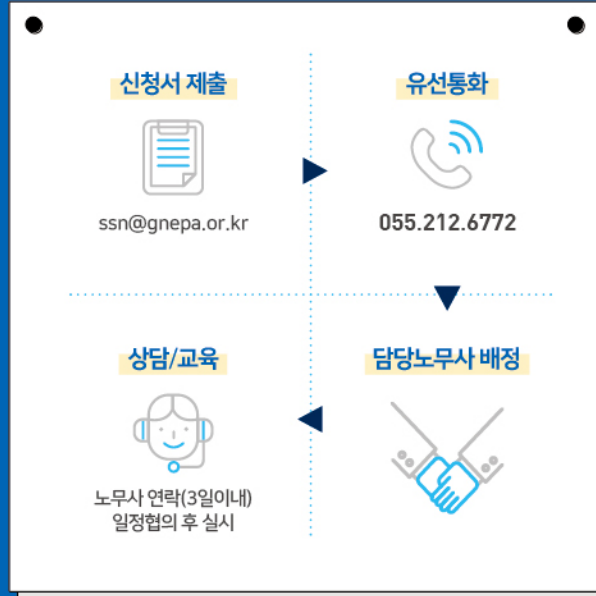 신청서 제출
ssn@gnepa.or.kr
유선통화
055.212.6772
담당노무사 배정
상담/교육
노무사 연락(3일이내)
일정협의 후 실시